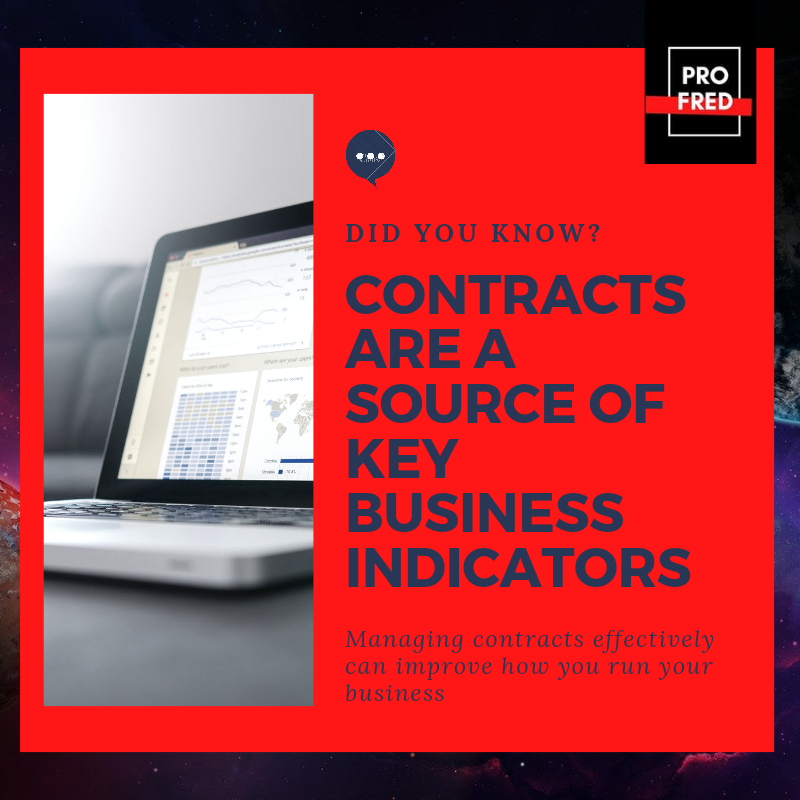 PRO
FRED
DID YOU KNOW?
CONTRACTS
ARE A
SOURCE OF
KEY
BUSINESS
INDICATORS
Managing contracts effectively
can improve how you run your
business